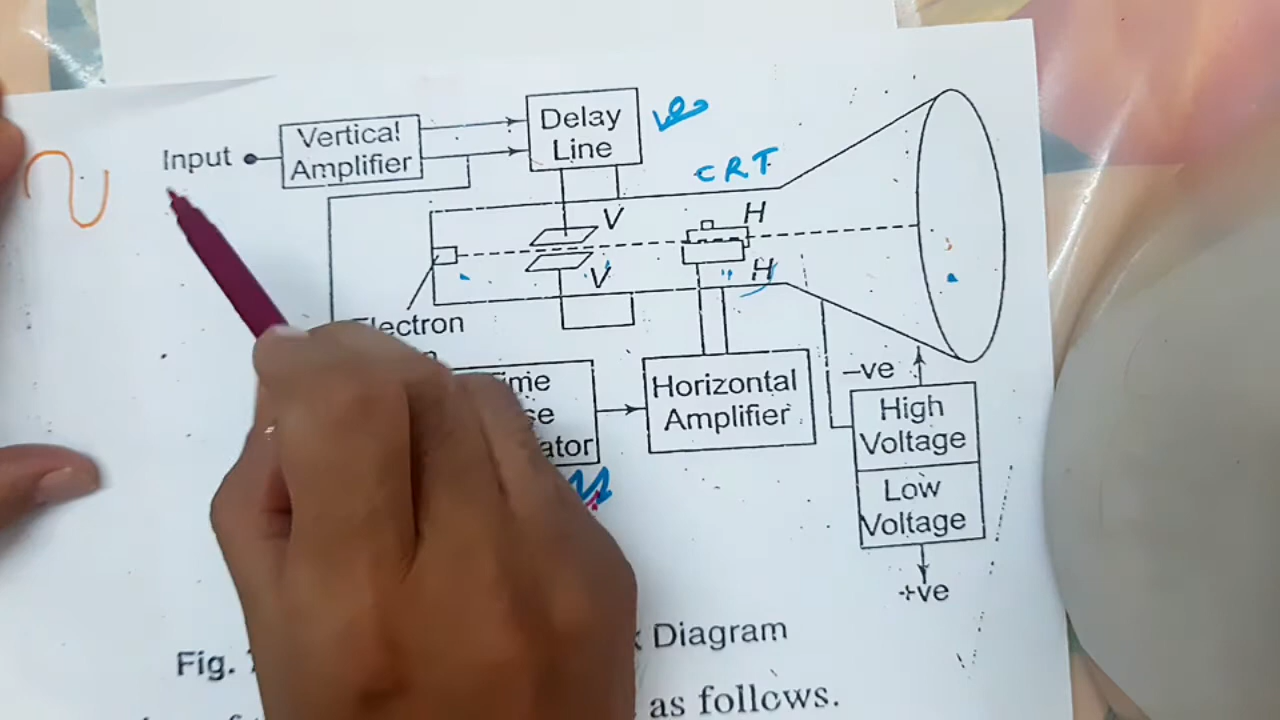 Input
Vertical
Amplifier
Delay
Line
CRT
V
V
H
H
Electron
Horizontal
Amplifier
–ve
High
Voltage
Low
Voltage
+ve
Fig.
Diagram
as follows.